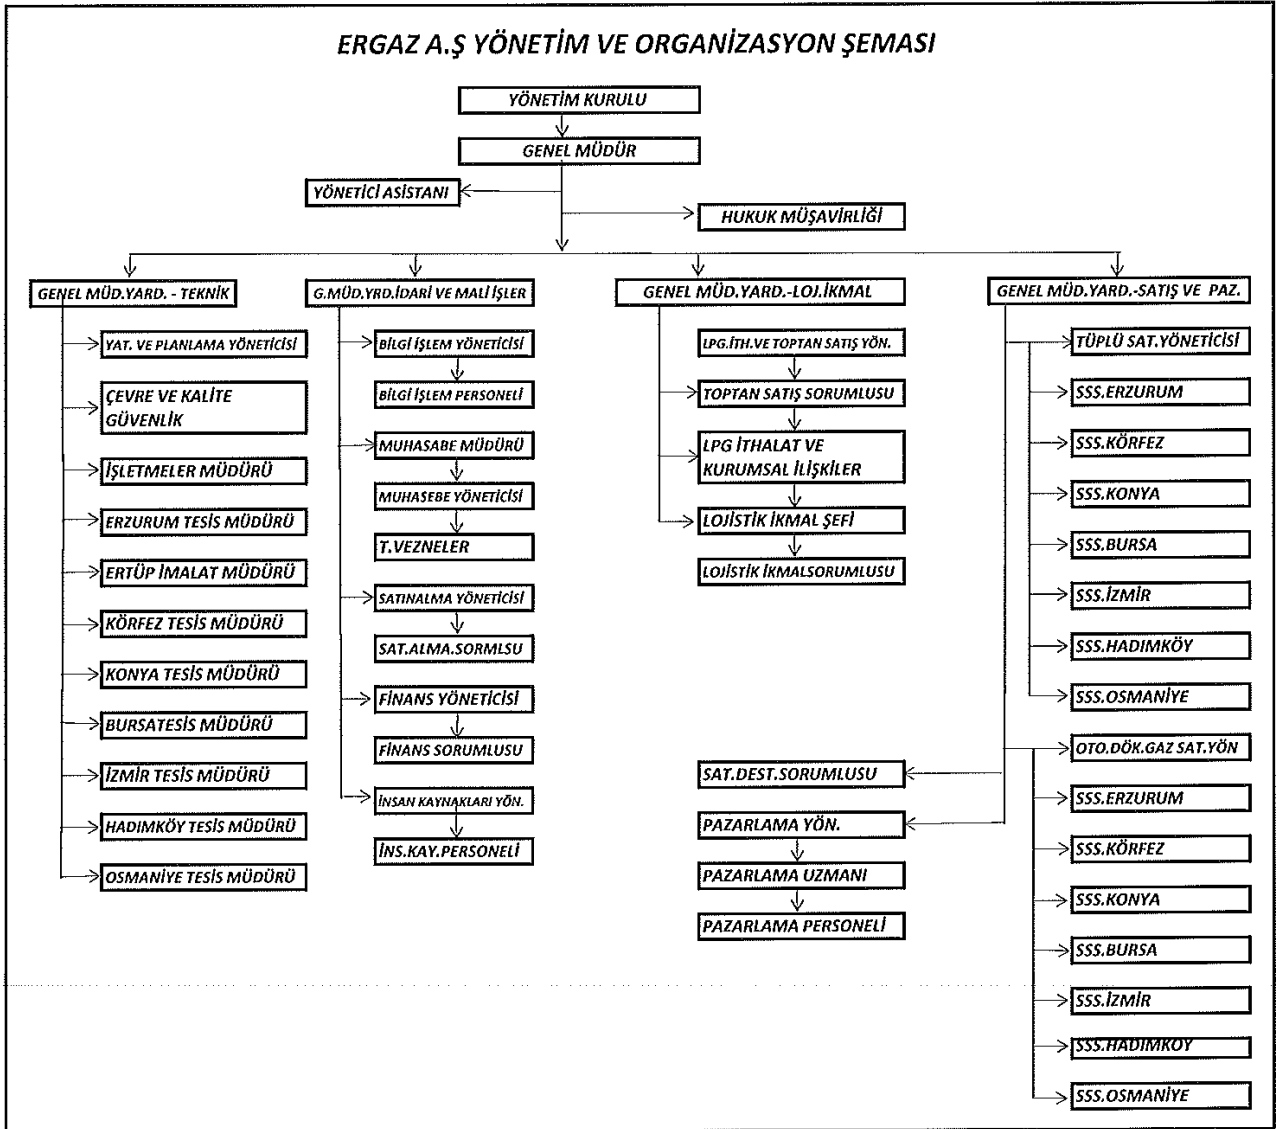 ERGAZ A.Ş YÖNETİM VE ORGANİZASYON ŞEMASI
YÖNETİM KURULU
GENEL MÜDÜR
YÖNETİCİ ASİSTANI
HUKUK MÜŞAVİRLİĞİ
GENEL MÜD.YARD. - TEKNİK
YAT. VE PLANLAMA YÖNETİCİSİ
ÇEVRE VE KALİTE
GÜVENLİK
İŞLETMELER MÜDÜRÜ
ERZURUM TESİS MÜDÜRÜ
ERTÜP İMALAT MÜDÜRÜ
KÖRFEZ TESİS MÜDÜRÜ
KONYA TESİS MÜDÜRÜ
BURSATESİS MÜDÜRÜ
İZMİR TESİS MÜDÜRÜ
HADIMKÖY TESİS MÜDÜRÜ
OSMANİYE TESİS MÜDÜRÜ
G.MÜD.YRD.İDARİ VE MALİ İŞLER
BİLGİ İŞLEM YÖNETİCİSİ
BİLGİ İŞLEM PERSONELİ
MUHASABE MÜDÜRÜ
MUHASEBE YÖNETİCİSİ
T.VEZNELER
SATINALMA YÖNETİCİSİ
SAT.ALMA.SORMLSU
FİNANS YÖNETİCİSİ
FİNANS SORUMLUSU
İNSAN KAYNAKLARI YÖN.
İNS.KAY.PERSONELİ
GENEL MÜD.YARD.-LOJ.İKMAL
LPG.İTH.VE TOPTAN SATIŞ YÖN.
TOPTAN SATIŞ SORUMLUSU
LPG İTHALAT VE
KURUMSAL İLİŞKİLER
LOJİSTİK İKMAL ŞEFİ
LOJİSTİK İKMALSORUMLUSU
GENEL MÜD.YARD.-SATIŞ VE PAZ.
TÜPLÜ SAT.YÖNETİCİSİ
SSS.ERZURUM
SSS.KÖRFEZ
SSS.KONYA
SSS.BURSA
SSS.İZMİR
SSS.HADIMKÖY
SSS.OSMANİYE
OTO.DÖK.GAZ SAT.YÖN
SSS.ERZURUM
SSS.KÖRFEZ
SSS.KONYA
SSS.BURSA
SSS.İZMİR
SSS.HADIMKÖY
SSS.OSMANİYE
SAT.DEST.SORUMLUSU
PAZARLAMA YÖN.
PAZARLAMA UZMANI
PAZARLAMA PERSONELİ